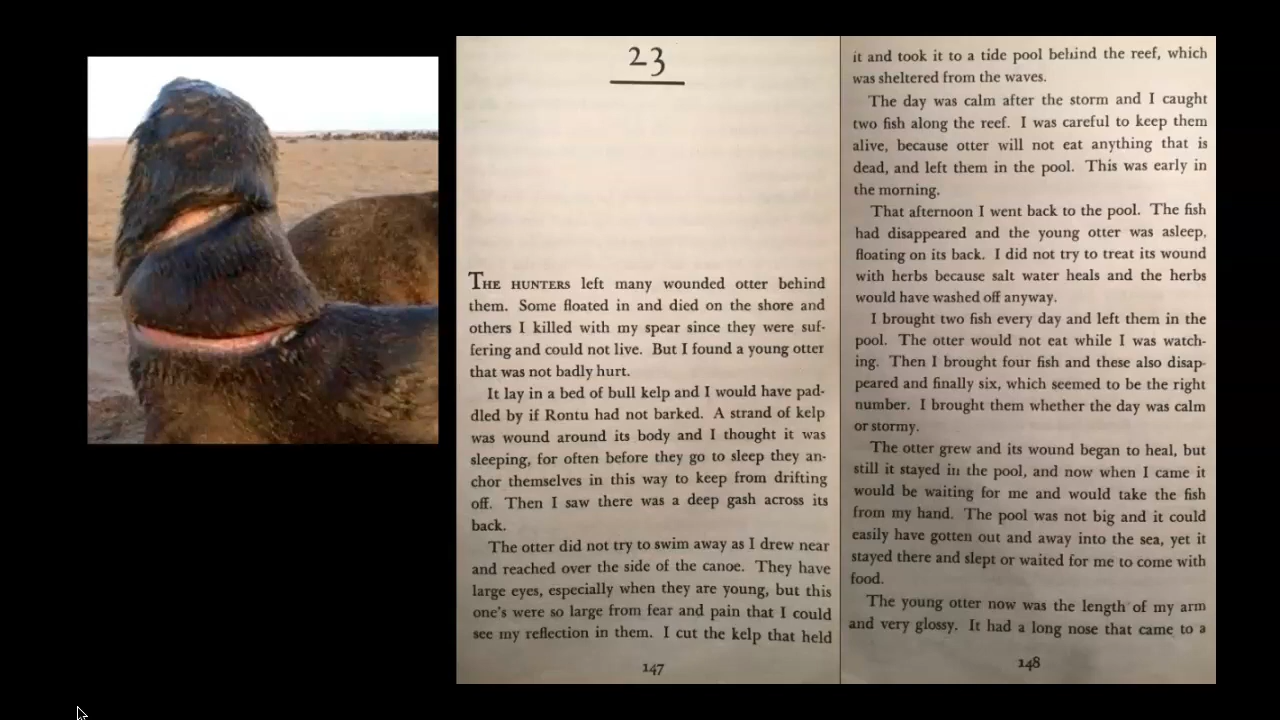 23
THE HUNTERS left many wounded otter behind
them. Some floated in and died on the shore and
others I killed with my spear since they were suf-
fering and could not live. But I found a young otter
that was not badly hurt.
It lay in a bed of bull kelp and I would have pad-
dled by if Rontu had not barked. A strand of kelp
was wound around its body and I thought it was
sleeping, for often before they go to sleep they an-
chor themselves in this way to keep from drifting
off. Then I saw there was a deep gash across its
back.
The otter did not try to swim away as I drew near
and reached over the side of the canoe. They have
large eyes, especially when they are young, but this
one's were so large from fear and pain that I could
see my reflection in them. I cut the kelp that held
147
it and took it to a tide pool behind the reef, which
was sheltered from the waves.
The day was calm after the storm and I caught
two fish along the reef. I was careful to keep them
alive, because otter will not eat anything that is
dead, and left them in the pool. This was early in
the morning.
That afternoon I went back to the pool. The fish
had disappeared and the young otter was asleep,
floating on its back. I did not try to treat its wound
with herbs because salt water heals and the herbs
would have washed off anyway.
I brought two fish every day and left them in the
pool. The otter would not eat while I was watch-
ing. Then I brought four fish and these also disap-
peared and finally six, which seemed to be the right
number. I brought them whether the day was calm
or stormy.
The otter grew and its wound began to heal, but
still it stayed in the pool, and now when I came it
would be waiting for me and would take the fish
from my hand. The pool was not big and it could
easily have gotten out and away into the sea, yet it
stayed there and slept or waited for me to come with
food.
The young otter now was the length of my arm
and very glossy. It had a long nose that came to a
148